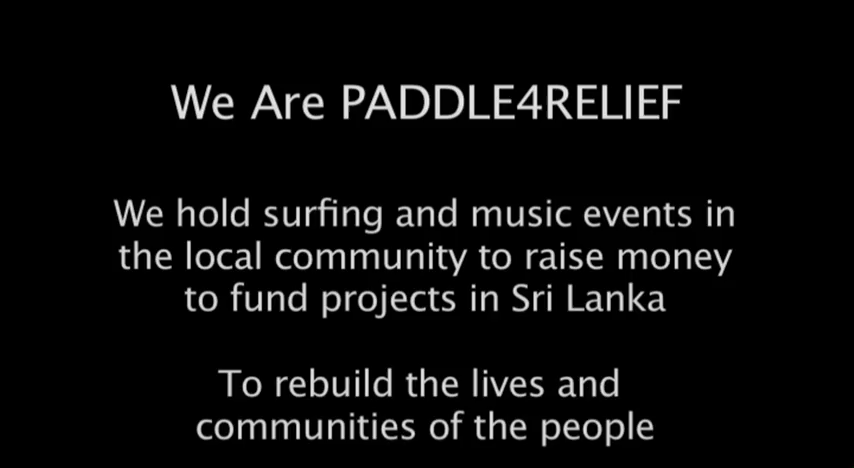 We Are PADDLE4RELIEF
We hold surfing and music events in
the local community to raise money
to fund projects in Sri Lanka
To rebuild the lives and
communities of the people